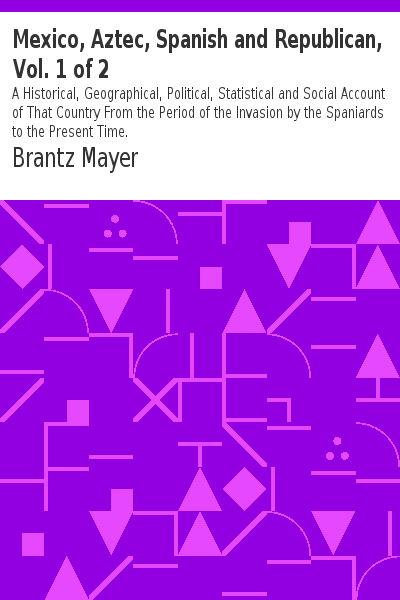 Mexico, Aztec, Spanish and Republican,
Vol. 1 of 2
A Historical, Geographical, Political, Statistical and Social Account
of That Country From the Period of the Invasion by the Spaniards
to the Present Time.
Brantz Mayer